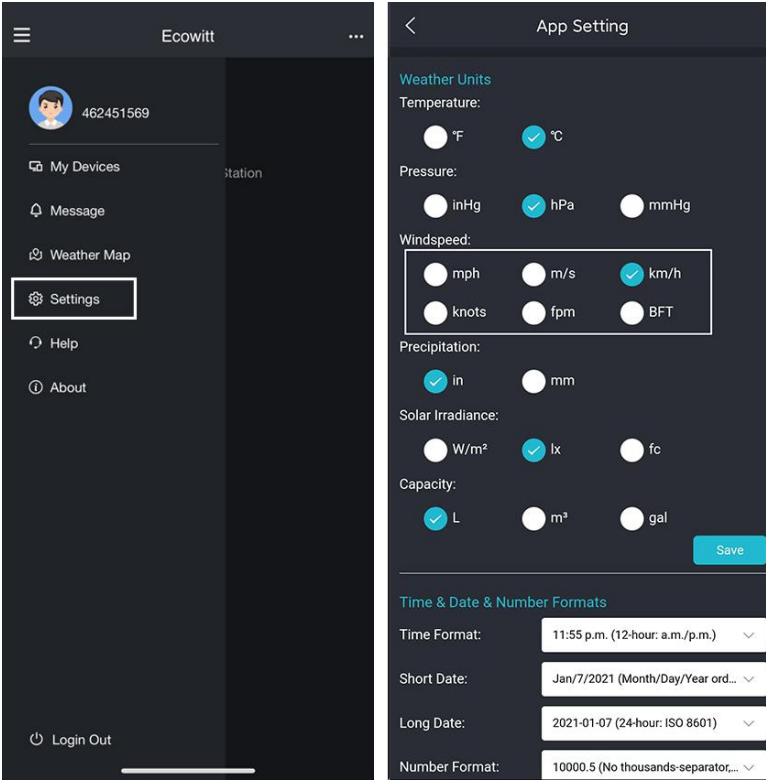 Ecowitt
462451569
My Devices
Station
Message
Weather Map
Settings
Help
About
Login Out
App Setting
Weather Units
Temperature:
℉ ℃
Pressure:
inHg hPa mmHg
Windspeed:
mph m/s km/h
knots fpm BFT
Precipitation:
in mm
Solar Irradiance:
W/m² lx fc
Capacity:
L m³ gal
Save
Time & Date & Number Formats
Time Format: 11:55 p.m. (12-hour: a.m./p.m.)
Short Date: Jan/7/2021 (Month/Day/Year ord...
Long Date: 2021-01-07 (24-hour: ISO 8601)
Number Format: 10000.5 (No thousands-separator,...